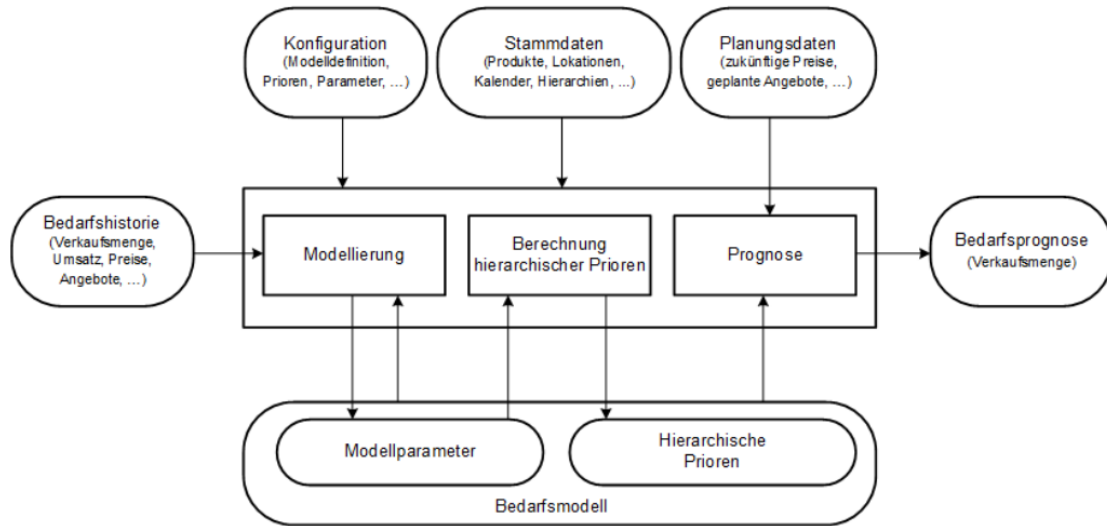 Konfiguration
(Modelldefinition,
Prioren, Parameter, ...)
Stammdaten
(Produkte, Lokationen,
Kalender, Hierarchien, ...)
Planungsdaten
(zukünftige Preise,
geplante Angebote, ...)
Bedarfshistorie
(Verkaufsmenge,
Umsatz, Preise,
Angebote, ...)
Modellierung
Berechnung
hierarchischer Prioren
Prognose
Bedarfsprognose
(Verkaufsmenge)
Modellparameter
Hierarchische
Prioren
Bedarfsmodell